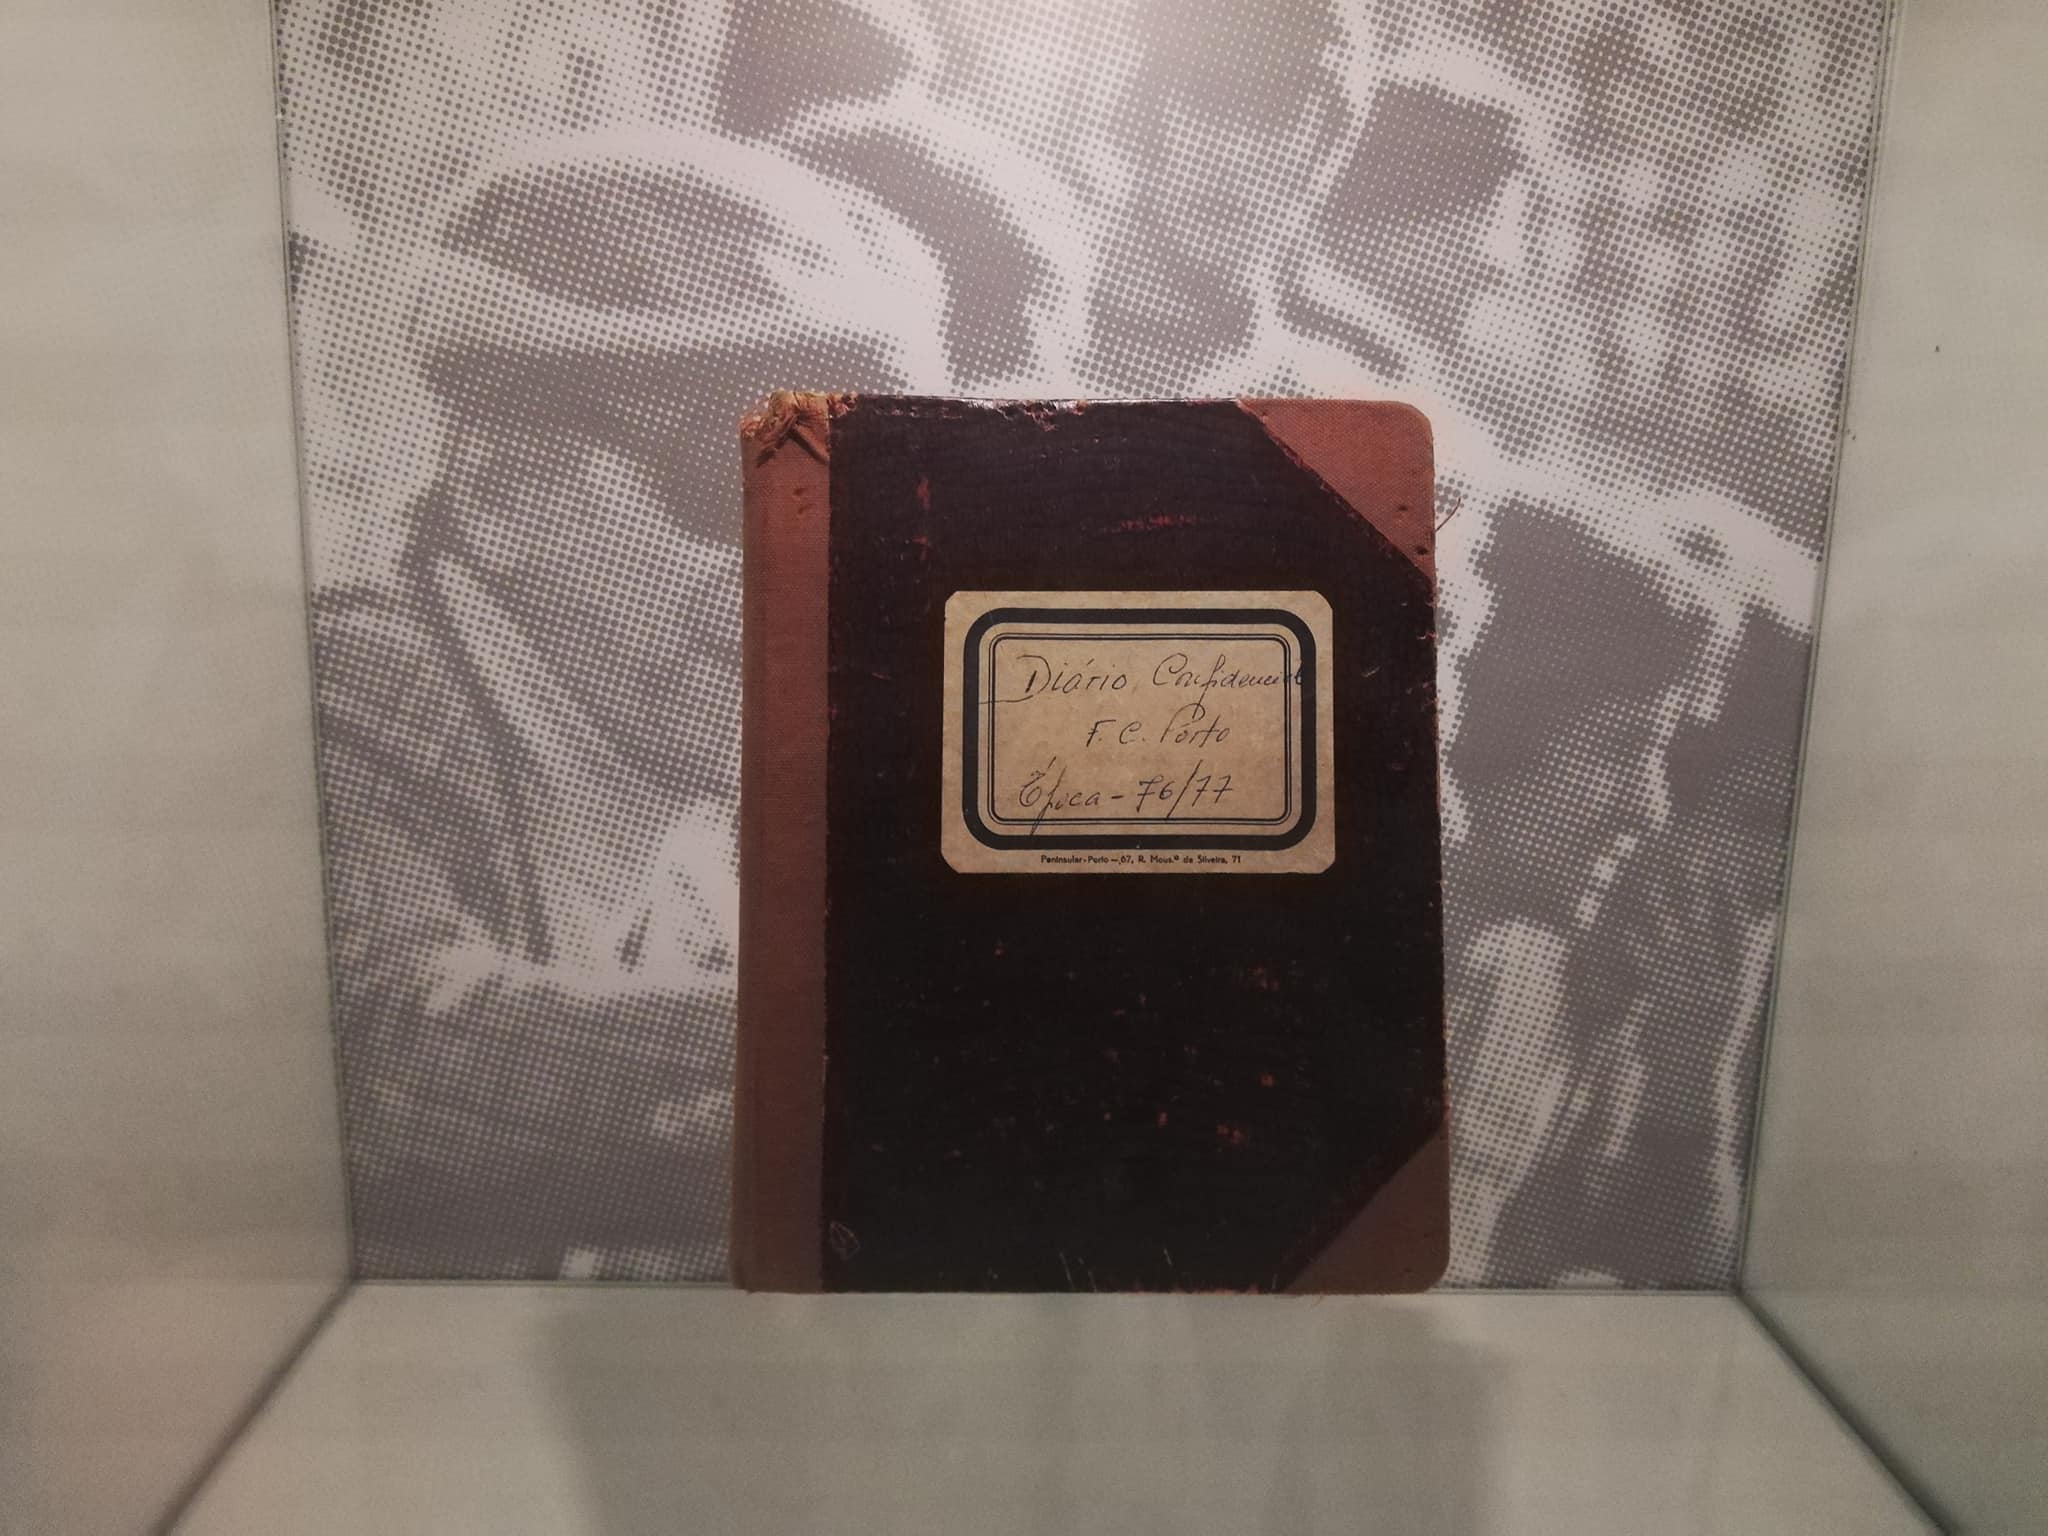 Diário Confidencial
F. C. Porto
Época - 76/77
Peninsular-Porto — 67, R. Mous.º da Silveira, 71